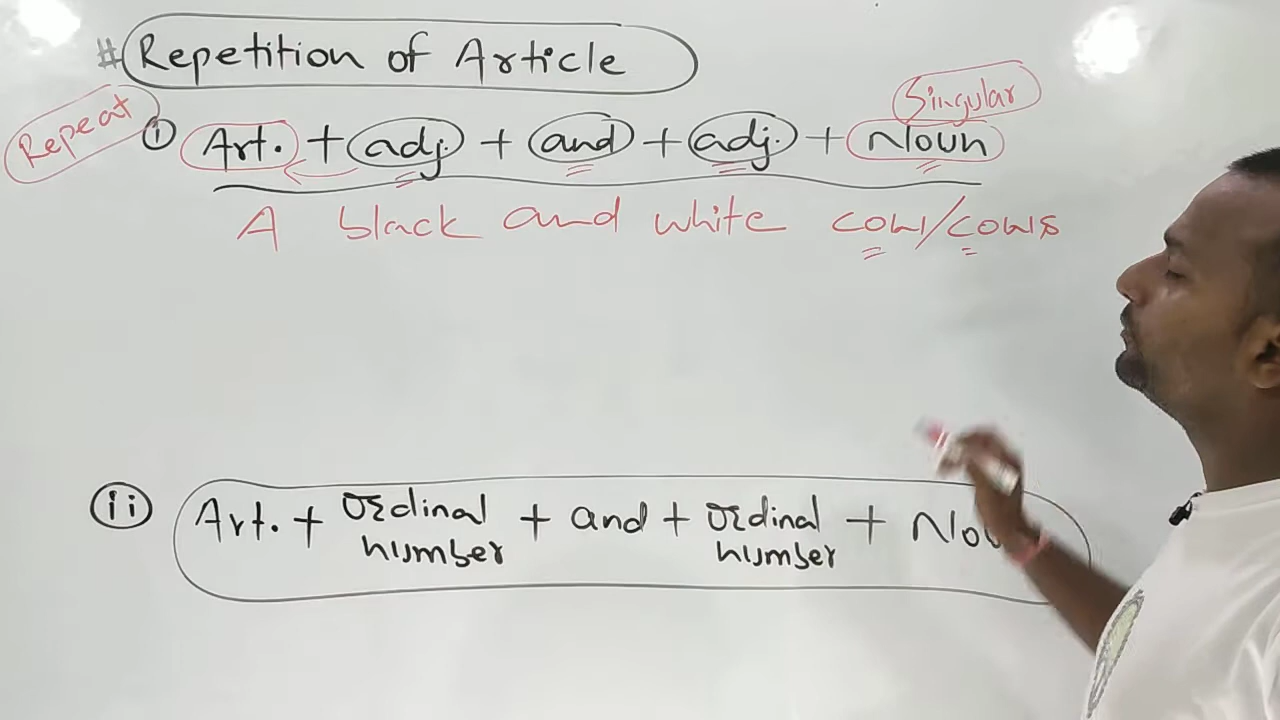 # Repetition of Article
Singular
Repeat
(i) Art. + adj + and + adj. + Noun
A black and white cow/cows
(ii) Art. + ordinal number + and + ordinal number +